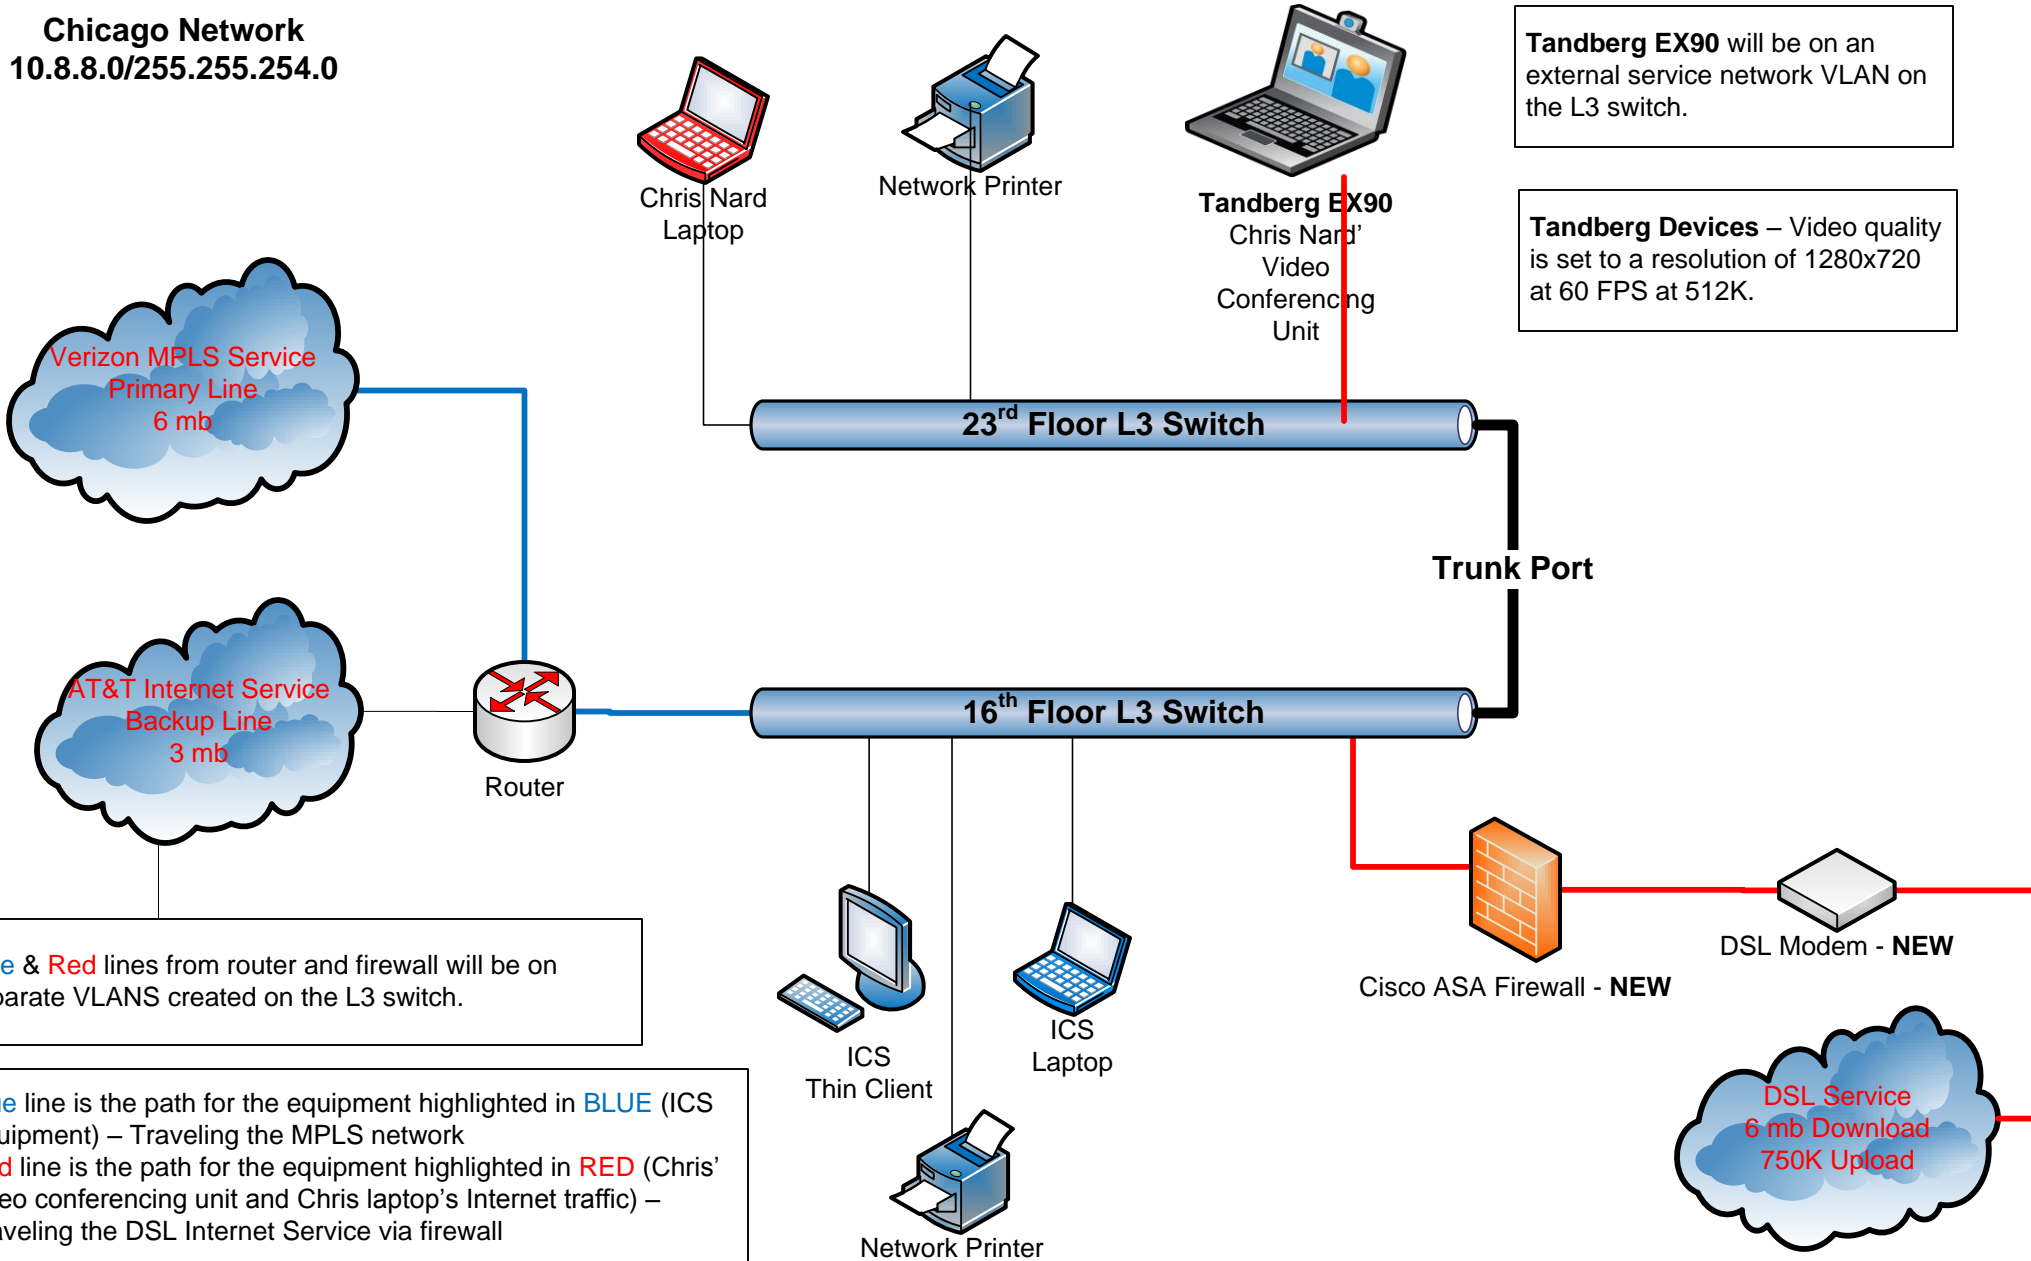 Chicago Network
10.8.8.0/255.255.254.0
Tandberg EX90 will be on an
external service network VLAN on
the L3 switch.
Chris Nard
Laptop
Network Printer
Tandberg EX90
Chris Nard’
Video
Conferencing
Unit
Tandberg Devices – Video quality
is set to a resolution of 1280x720
at 60 FPS at 512K.
Verizon MPLS Service
Primary Line
6 mb
23rd Floor L3 Switch
Trunk Port
AT&T Internet Service
Backup Line
3 mb
Router
16th Floor L3 Switch
& Red lines from router and firewall will be on
VLANS created on the L3 switch.
line is the path for the equipment highlighted in BLUE (ICS
– Traveling the MPLS network
line is the path for the equipment highlighted in RED (Chris’
conferencing unit and Chris laptop’s Internet traffic) –
the DSL Internet Service via firewall
ICS
Thin Client
ICS
Laptop
Network Printer
Cisco ASA Firewall - NEW
DSL Modem - NEW
DSL Service
6 mb Download
750K Upload